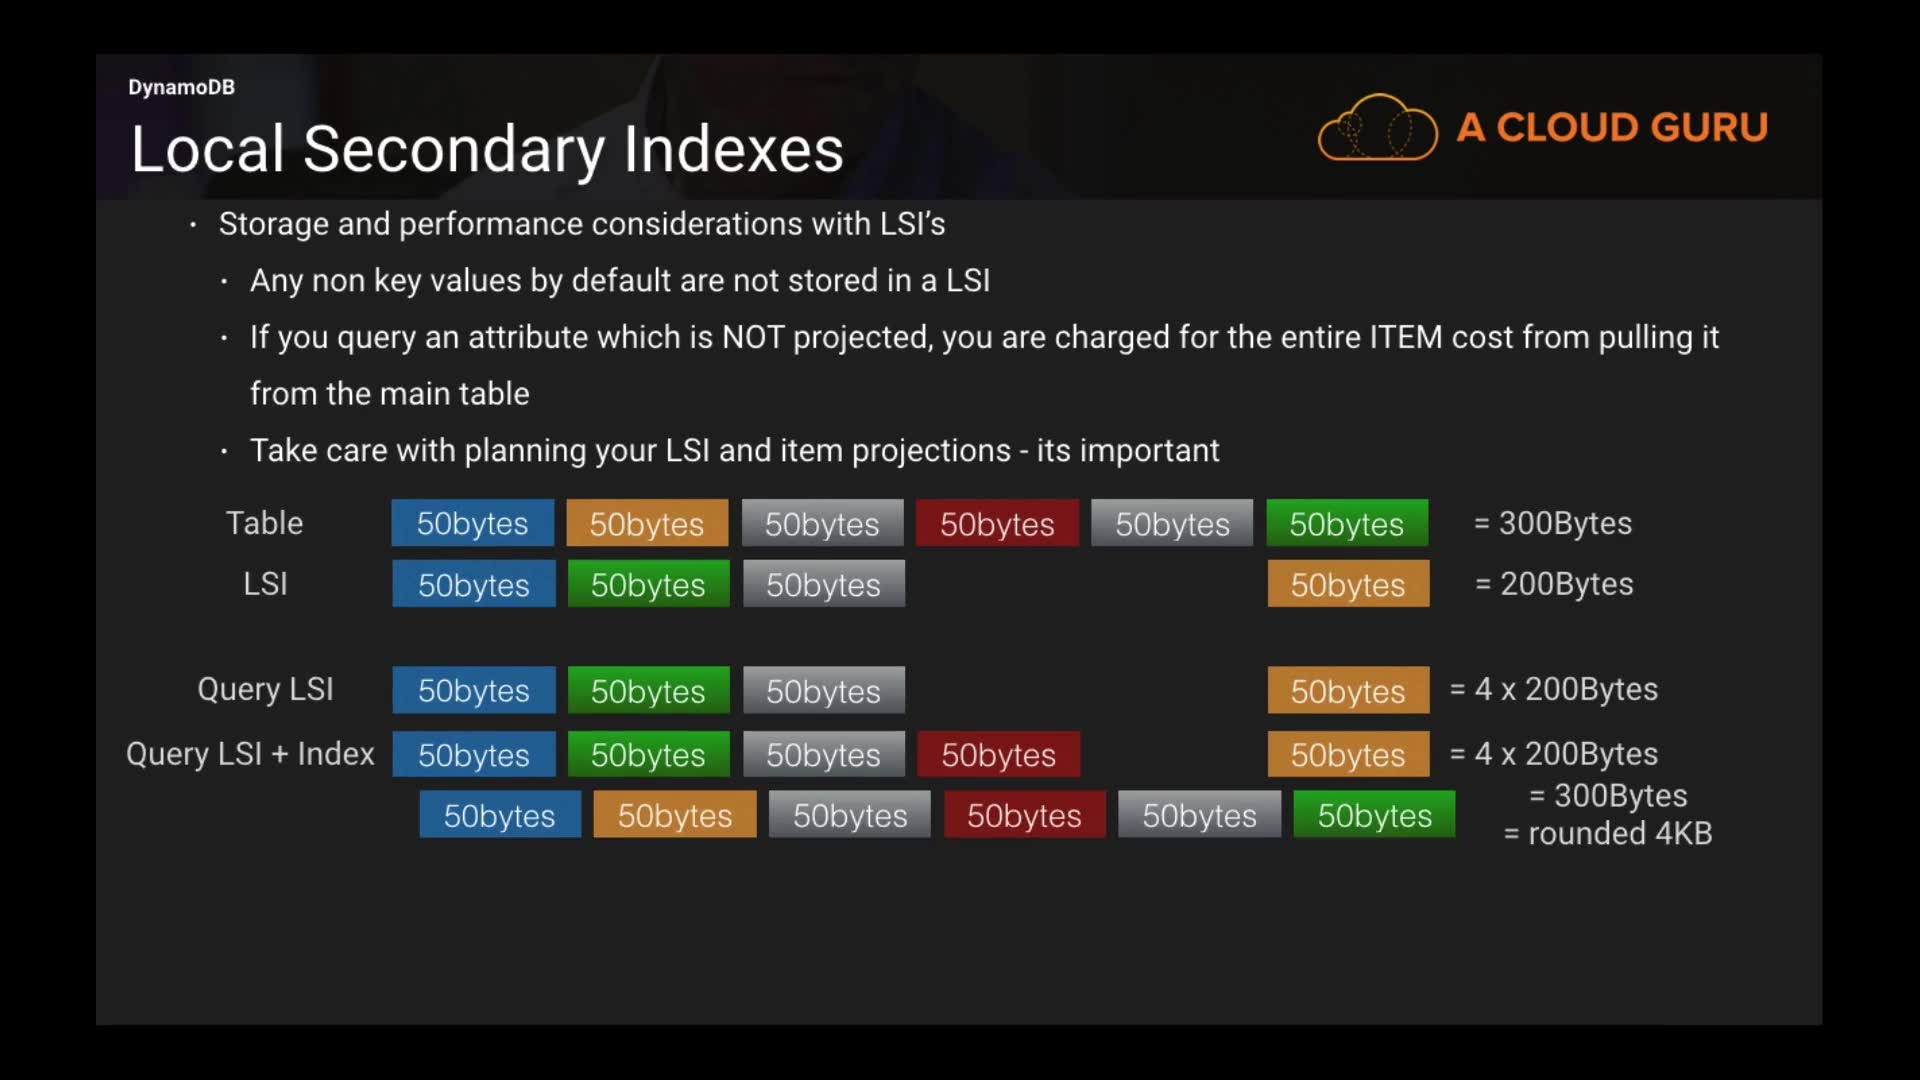 DynamoDB
Local Secondary Indexes
A CLOUD GURU
· Storage and performance considerations with LSI's
· Any non key values by default are not stored in a LSI
· If you query an attribute which is NOT projected, you are charged for the entire ITEM cost from pulling it
from the main table
· Take care with planning your LSI and item projections - its important
Table 50bytes 50bytes 50bytes 50bytes 50bytes 50bytes = 300Bytes
LSI 50bytes 50bytes 50bytes 50bytes = 200Bytes
Query LSI 50bytes 50bytes 50bytes 50bytes = 4 x 200Bytes
Query LSI + Index 50bytes 50bytes 50bytes 50bytes 50bytes = 4 x 200Bytes
50bytes 50bytes 50bytes 50bytes 50bytes 50bytes = 300Bytes
= rounded 4KB